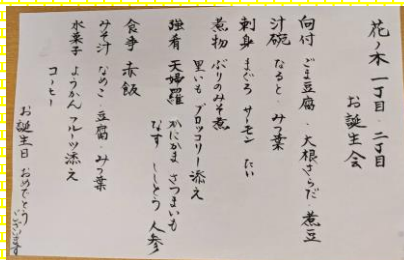 花ノ木 一丁目・二丁目
お誕生会
向付 ごま豆腐・大根さらだ・煮豆
汁碗 なると・みつ葉
刺身 まぐろ サーモン たい
煮物 ぶりのみそ煮
里いも ブロッコリー添え
強肴 天婦羅 かにかま さつまいも
なす ししとう 人参
食事 赤飯
みそ汁 なめこ・豆腐・みつ葉
水菓子 ようかん フルーツ添え
コーヒー
お誕生日 おめでとう
ございます